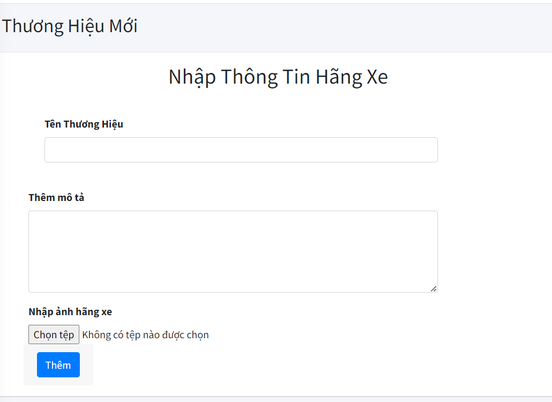 Thương Hiệu Mới
Nhập Thông Tin Hãng Xe
Tên Thương Hiệu
Thêm mô tả
Nhập ảnh hãng xe
Chọn tệp Không có tệp nào được chọn
Thêm